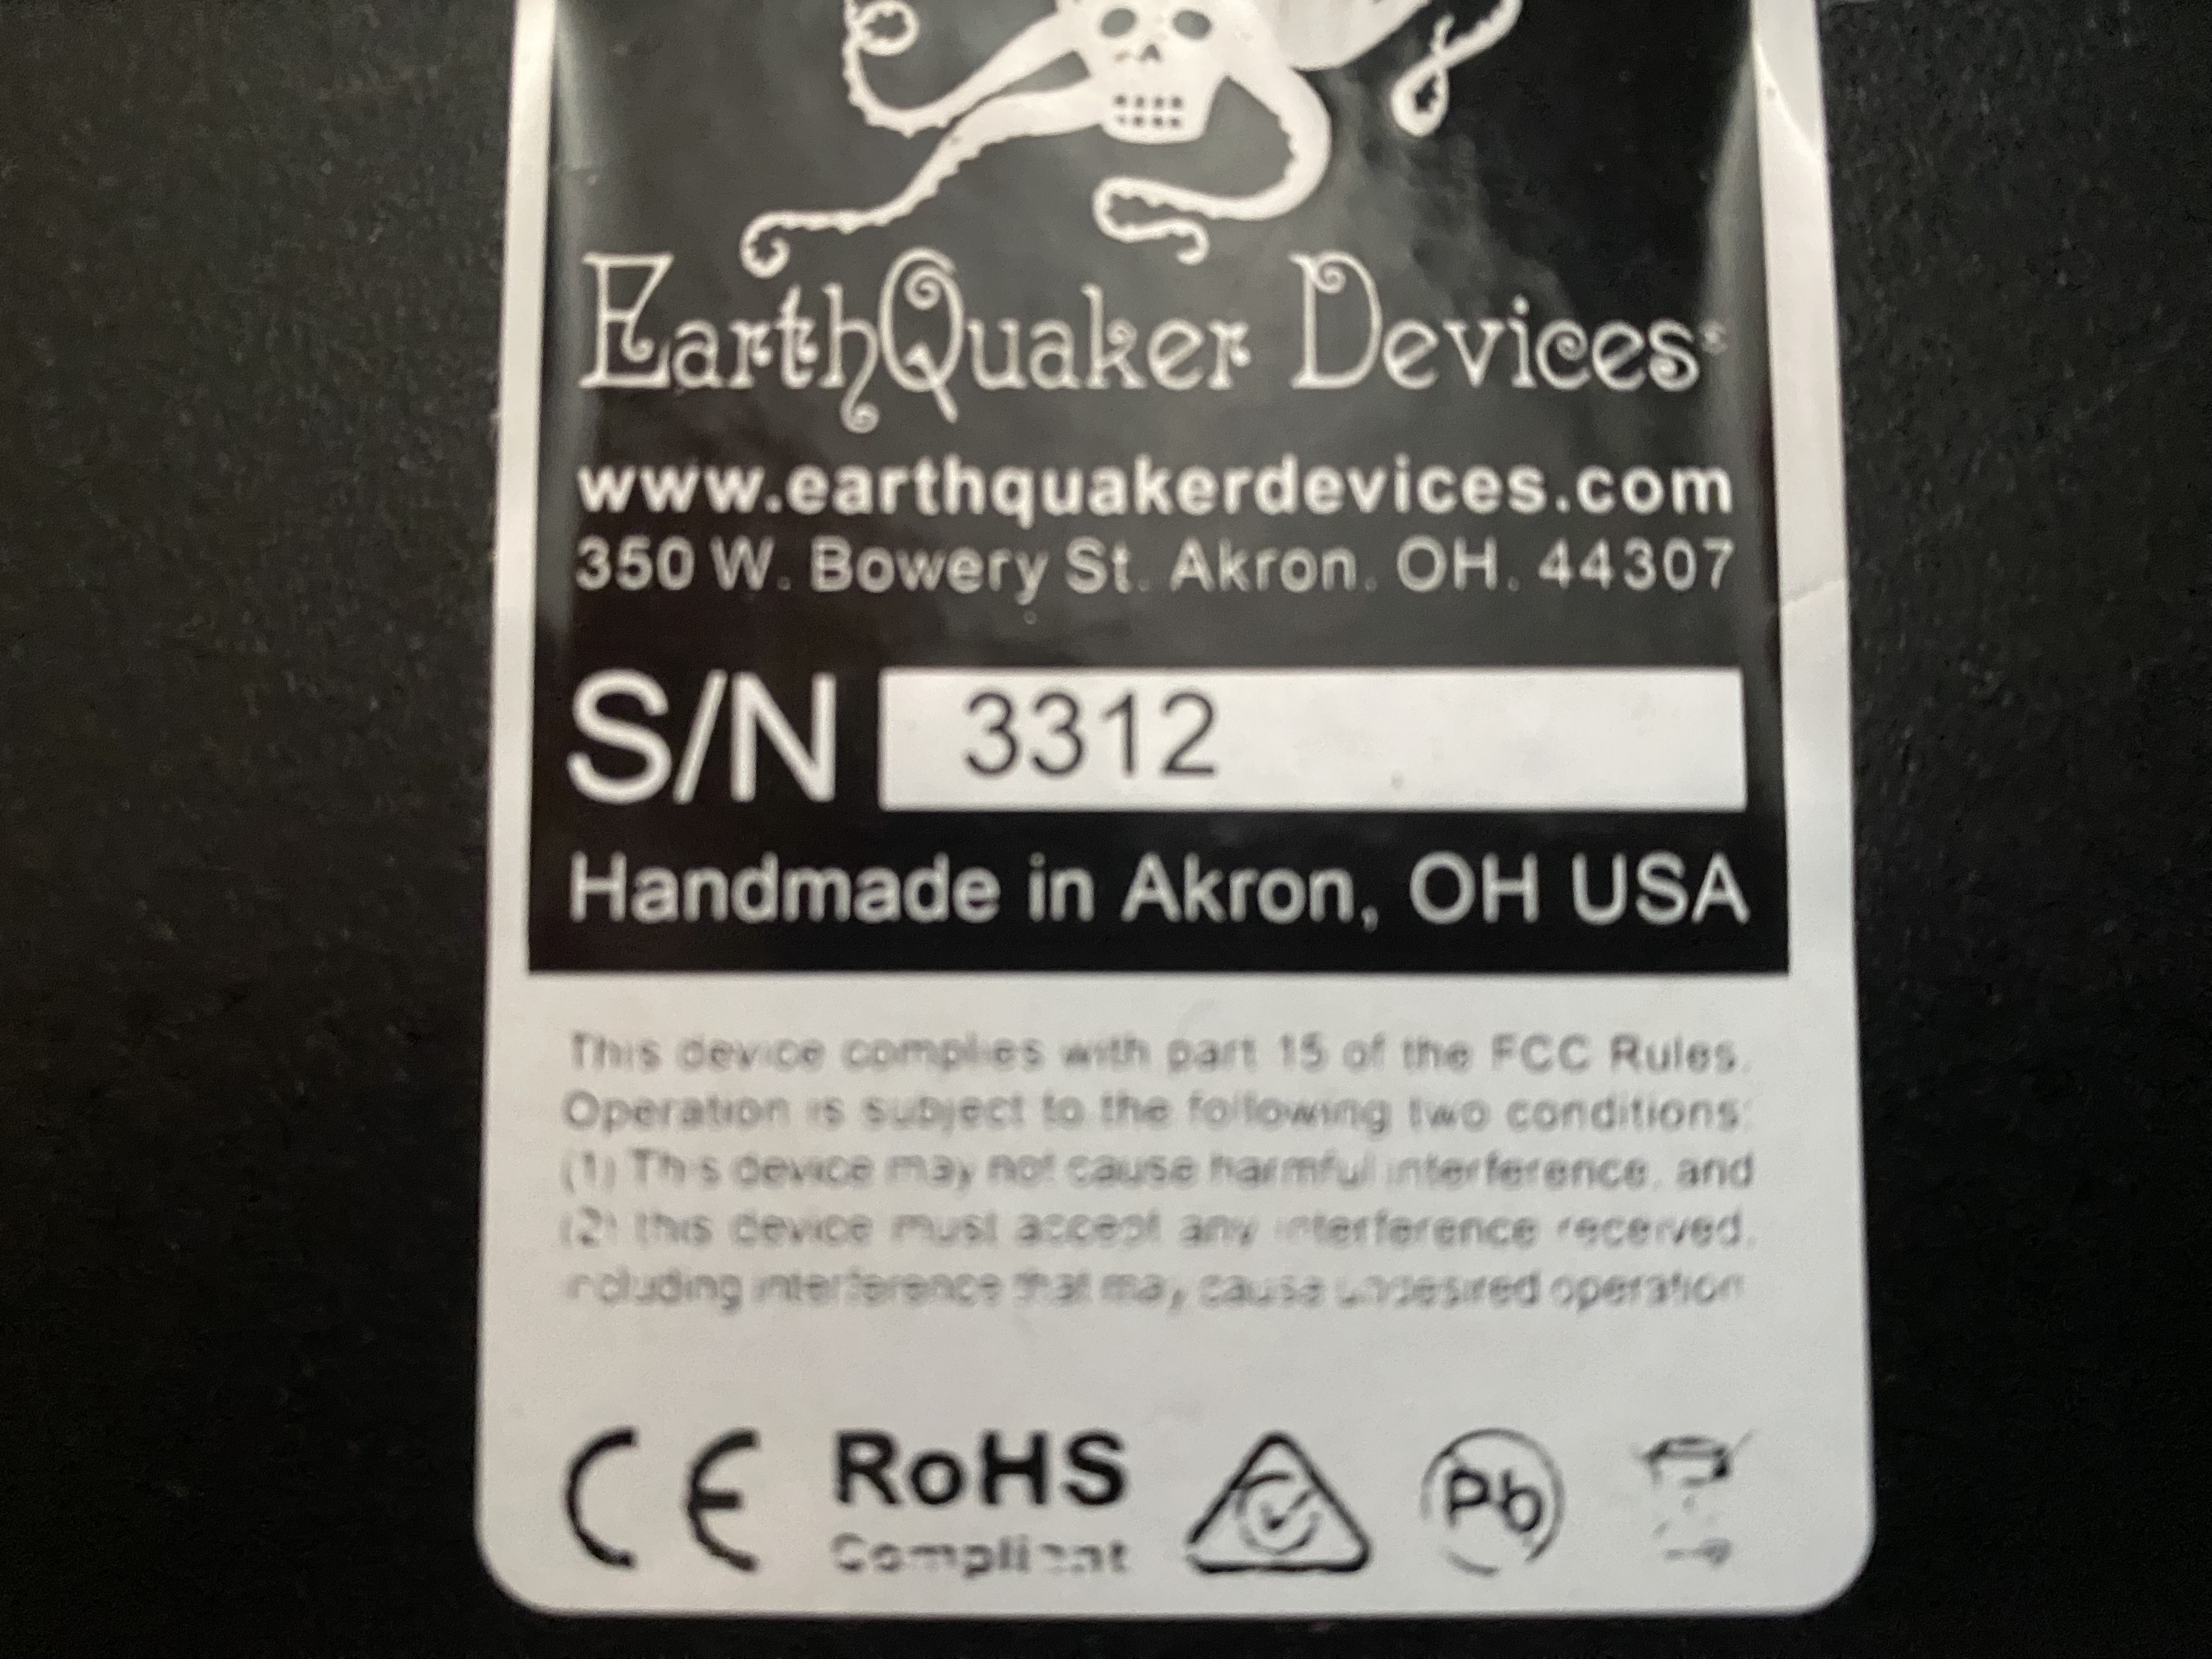 EarthQuaker Devices
www.earthquakerdevices.com
350 W. Bowery St. Akron. OH. 44307
S/N 3312
Handmade in Akron, OH USA
This device complies with part 15 of the FCC Rules.
Operation is subject to the following two conditions:
(1) This device may not cause harmful interference, and
(2) this device must accept any interference received,
including interference that may cause undesired operation
CE RoHS Pb
Compliant